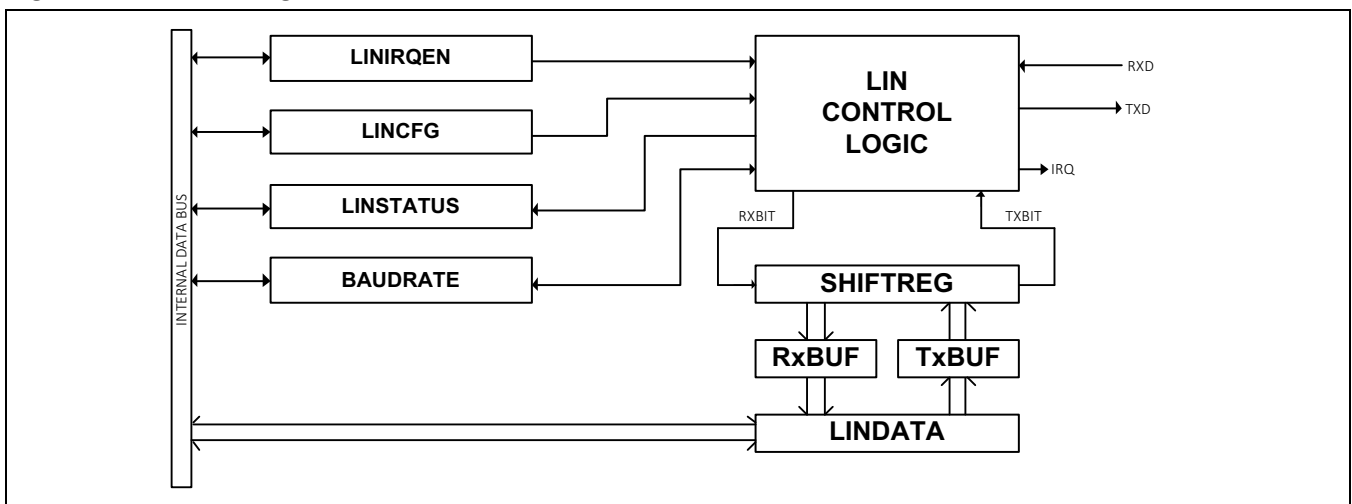 INTERNAL DATA BUS
LINIRQEN
LINCFG
LINSTATUS
BAUDRATE
LIN
CONTROL
LOGIC
RXD
TXD
IRQ
RXBIT
TXBIT
SHIFTREG
RxBUF
TxBUF
LINDATA